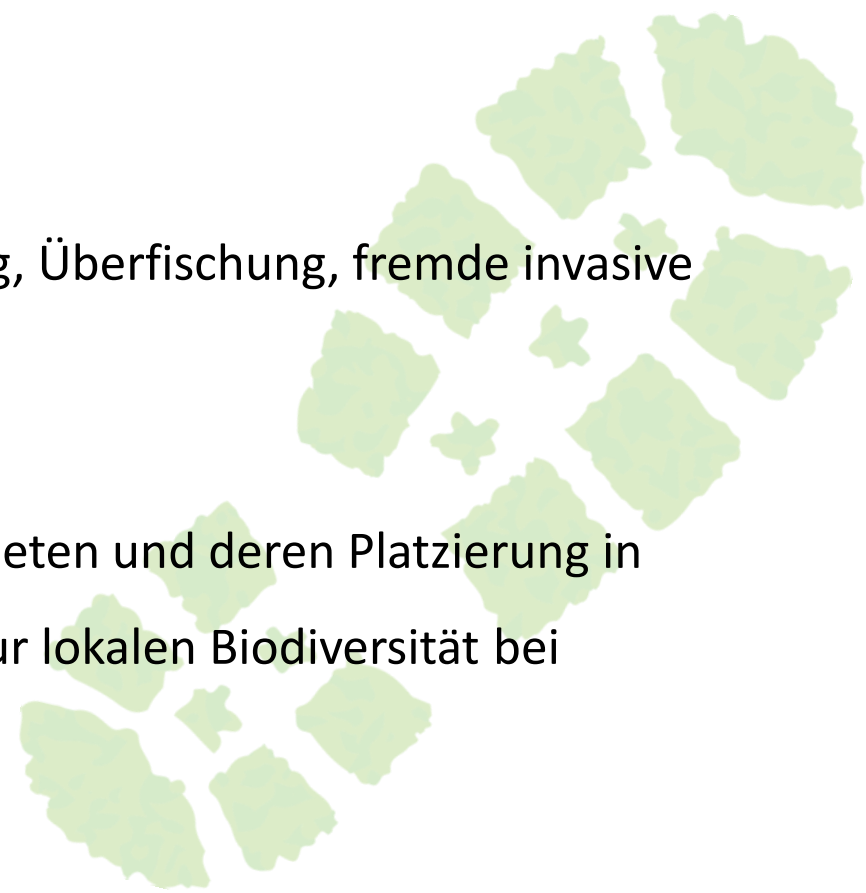 g, Überfischung, fremde invasive
eten und deren Platzierung in
ur lokalen Biodiversität bei